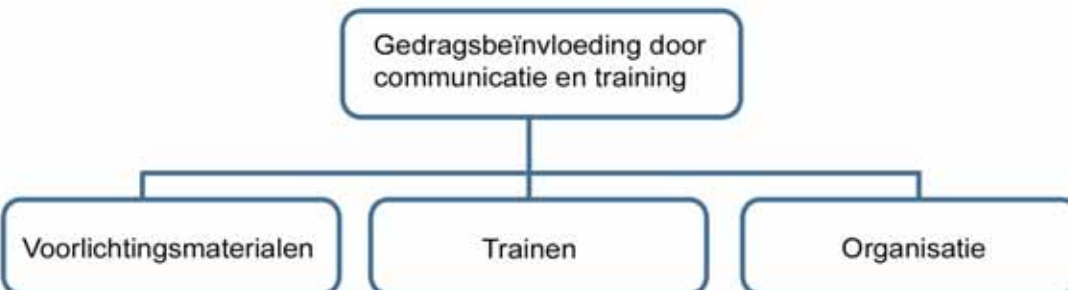 Gedragsbeïnvloeding door
communicatie en training
Voorlichtingsmaterialen
Trainen
Organisatie